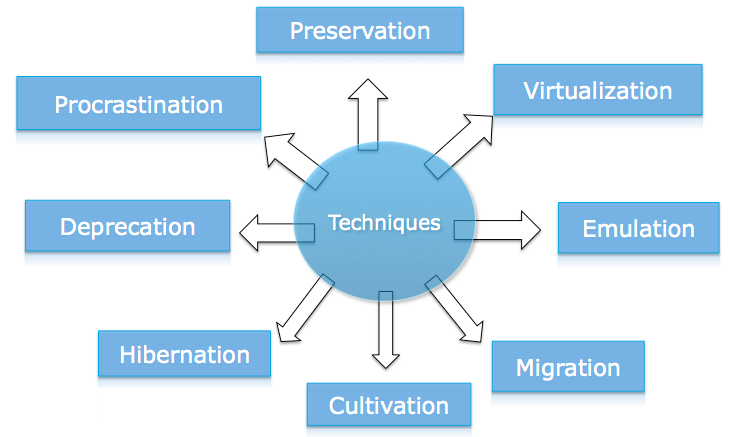 Preservation
Virtualization
Procrastination
Techniques
Deprecation
Emulation
Hibernation
Migration
Cultivation